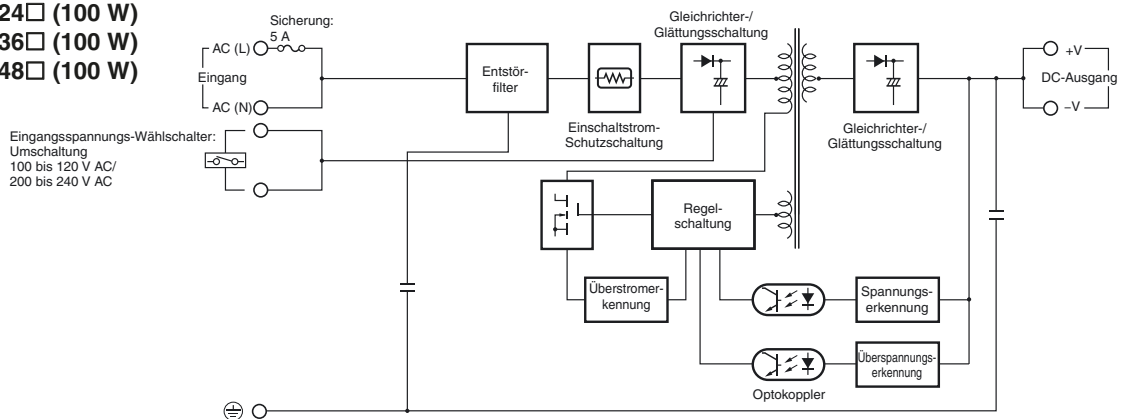 24□ (100 W)
36□ (100 W)
48□ (100 W)
Sicherung:
5 A
AC (L)
Eingang
AC (N)
Eingangsspannungs-Wählschalter:
Umschaltung
100 bis 120 V AC/
200 bis 240 V AC
Entstör-
filter
Einschaltstrom-
Schutzschaltung
Gleichrichter-/
Glättungsschaltung
Gleichrichter-/
Glättungsschaltung
+V
DC-Ausgang
–V
Regel-
schaltung
Überstromer-
kennung
Spannungs-
erkennung
Überspannungs-
erkennung
Optokoppler